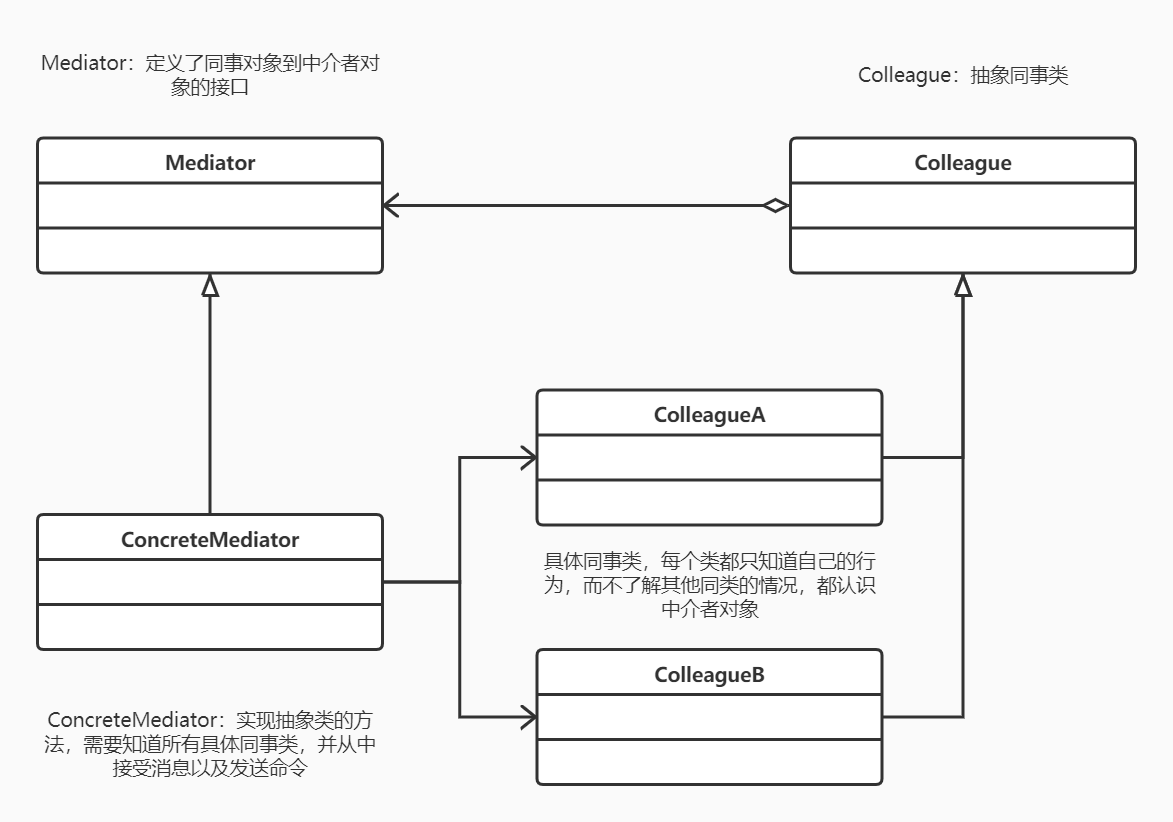 Mediator：定义了同事对象到中介者对
象的接口
Colleague：抽象同事类
Mediator
Colleague
ColleagueA
ConcreteMediator
具体同事类，每个类都只知道自己的行
为，而不了解其他同类的情况，都认识
中介者对象
ColleagueB
ConcreteMediator：实现抽象类的方
法，需要知道所有具体同事类，并从中
接受消息以及发送命令